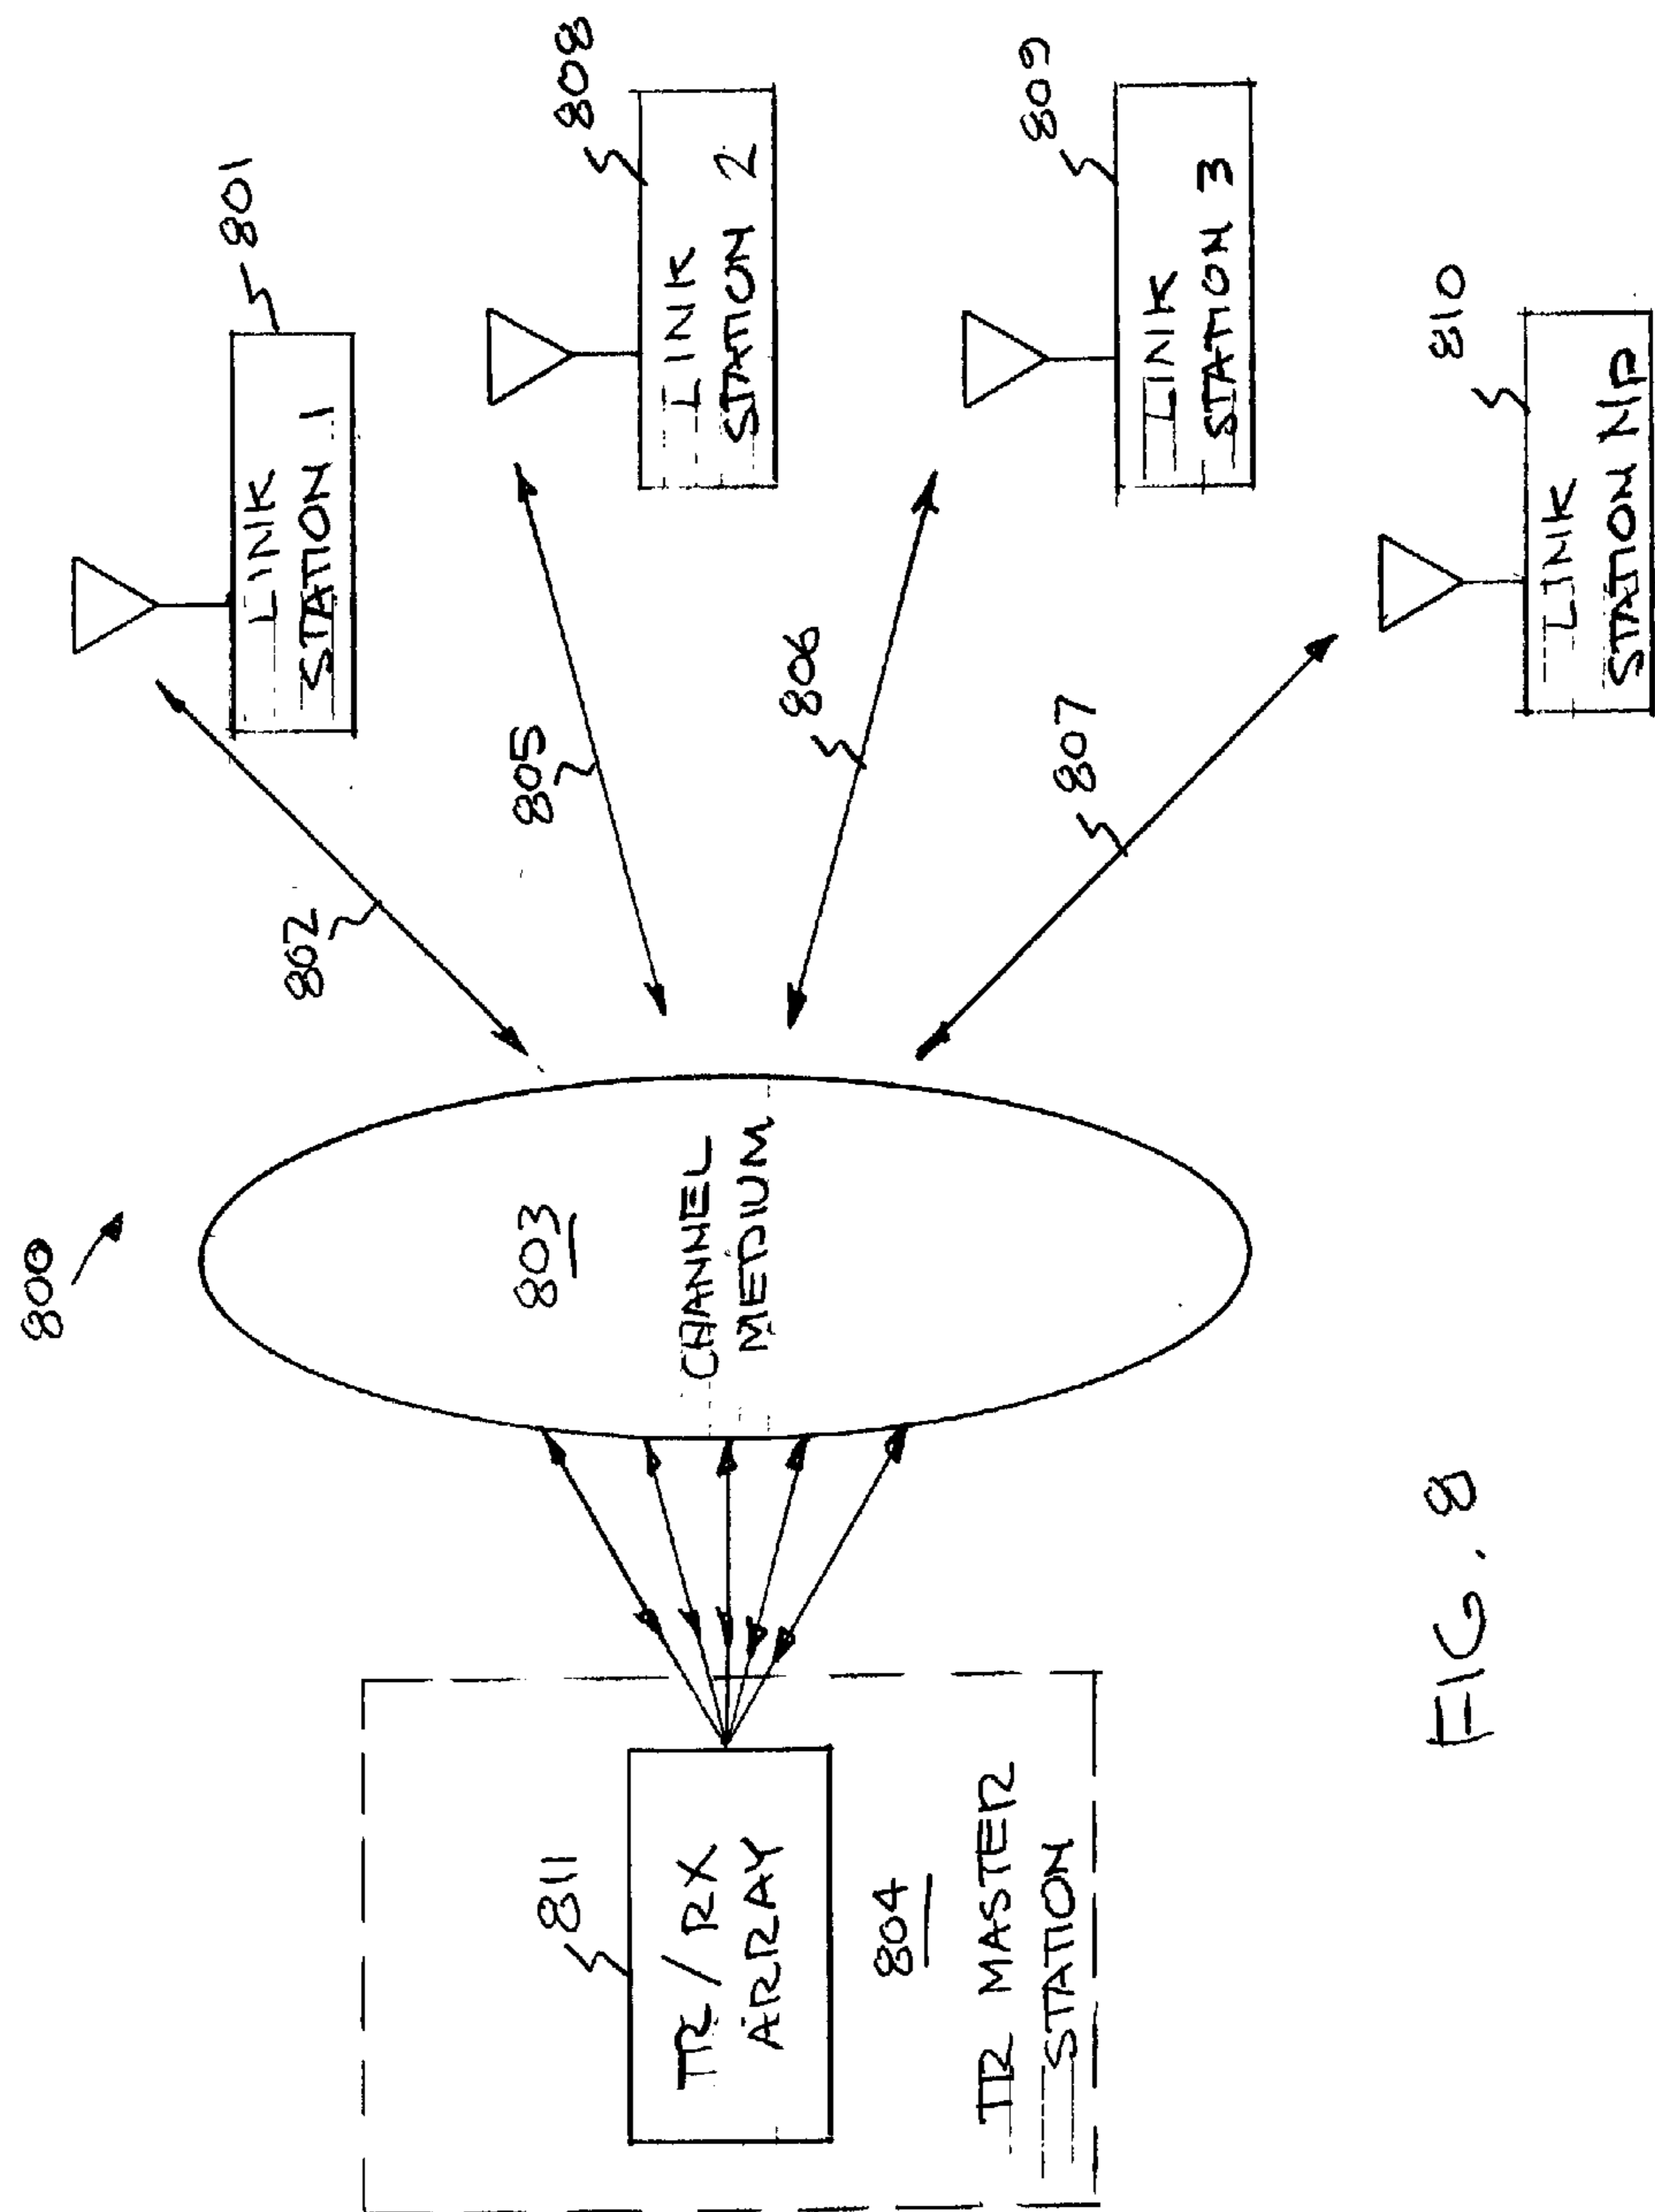 800
811
TR/RX
ARRAY
804
TR MASTER
STATION
803
CHANNEL
MEDIUM
802
805
806
807
801
LINK
STATION 1
808
LINK
STATION 2
809
LINK
STATION 3
810
LINK
STATION NP
FIG. 8